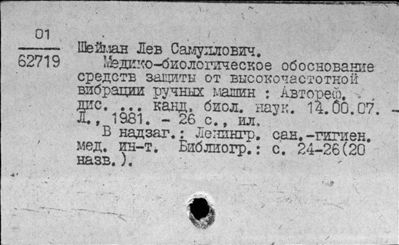 01
62719
Шейман Лев Самуилович.
Медико-биологическое обоснование
средств защиты от высокочастотной
вибрации ручных машин : Автореф.
дис. ... канд. биол. наук. 14.00.07. -
Л., 1981. - 26 с., ил.
В надзаг.: Ленингр. сан.-гигиен.
мед. ин-т. Библиогр.: с. 24-26(20
назв.).